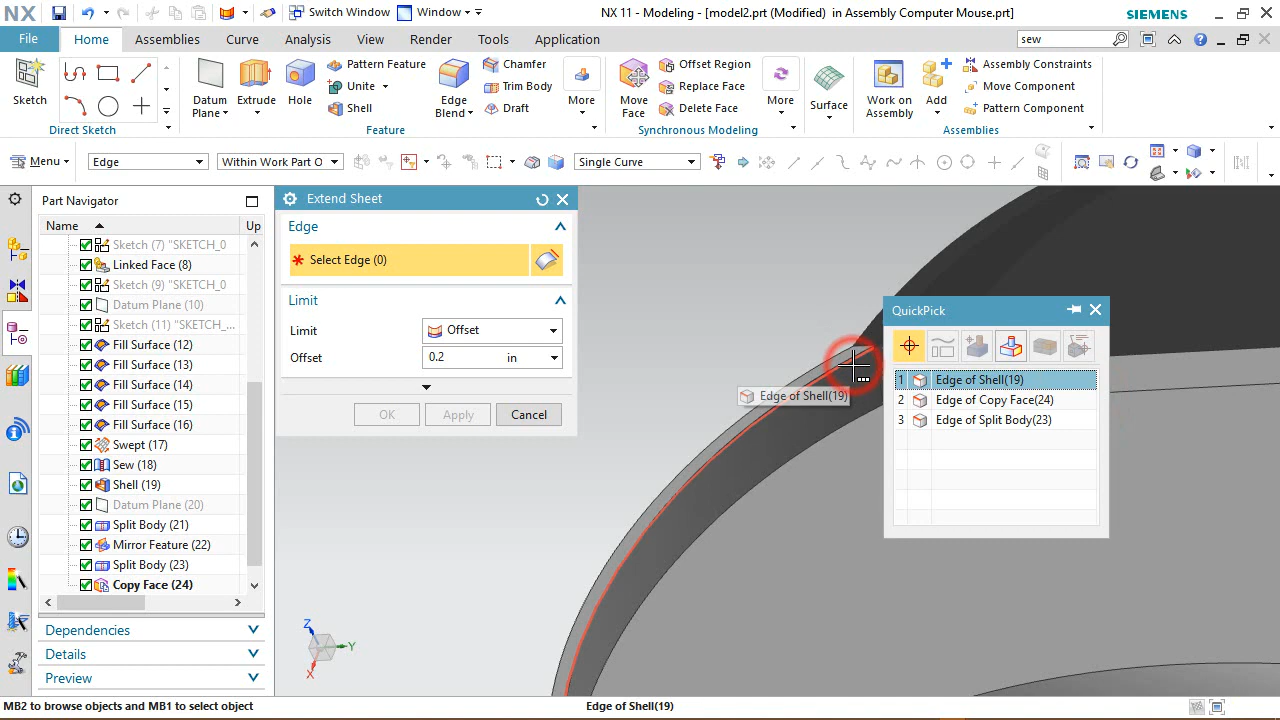 NX
Switch Window
Window
NX 11 - Modeling - [model2.prt (Modified) in Assembly Computer Mouse.prt]
SIEMENS
File
Home
Assemblies
Curve
Analysis
View
Render
Tools
Application
sew
Sketch
Direct Sketch
Datum Plane
Extrude
Hole
Pattern Feature
Unite
Shell
Edge Blend
Chamfer
Trim Body
Draft
More
Feature
Move Face
Offset Region
Replace Face
Delete Face
More
Synchronous Modeling
Surface
Work on Assembly
Add
Assembly Constraints
Move Component
Pattern Component
Assemblies
Menu
Edge
Within Work Part O
Single Curve
Part Navigator
Name
Up
Sketch (7) "SKETCH_0
Linked Face (8)
Sketch (9) "SKETCH_0
Datum Plane (10)
Sketch (11) "SKETCH_...
Fill Surface (12)
Fill Surface (13)
Fill Surface (14)
Fill Surface (15)
Fill Surface (16)
Swept (17)
Sew (18)
Shell (19)
Datum Plane (20)
Split Body (21)
Mirror Feature (22)
Split Body (23)
Copy Face (24)
Dependencies
Details
Preview
Extend Sheet
Edge
* Select Edge (0)
Limit
Limit
Offset
Offset
0.2
in
OK
Apply
Cancel
Edge of Shell(19)
QuickPick
1 Edge of Shell(19)
2 Edge of Copy Face(24)
3 Edge of Split Body(23)
Z
Y
X
MB2 to browse objects and MB1 to select object
Edge of Shell(19)